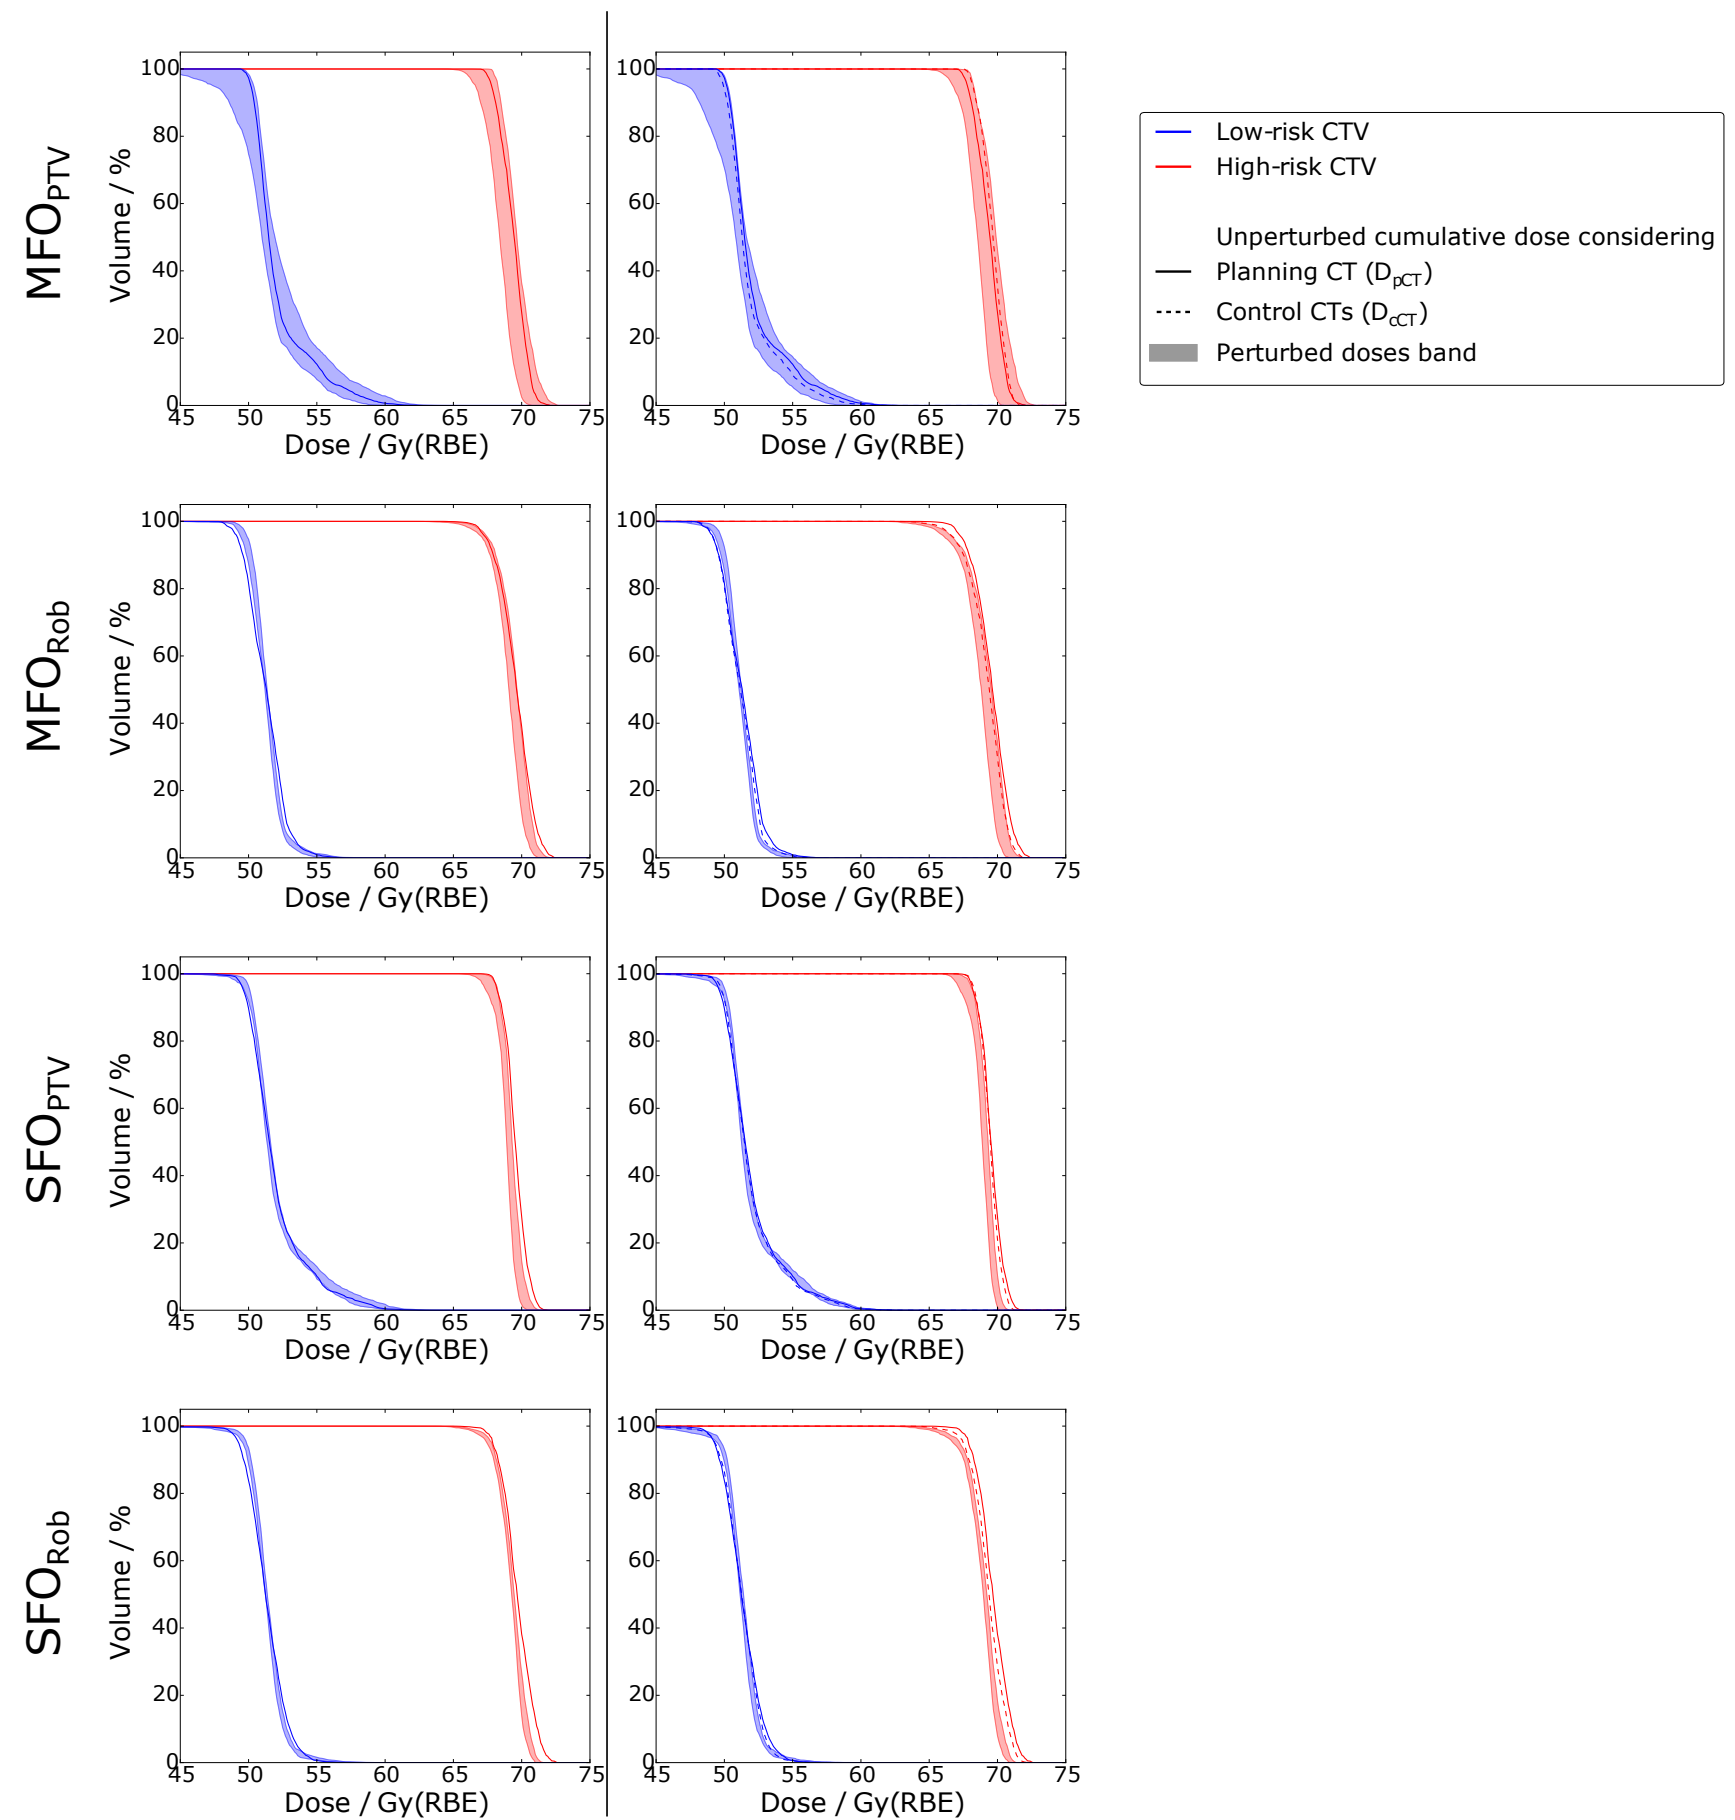 MFO_PTV
Volume / %
100
80
60
40
20
0
45 50 55 60 65 70 75
Dose / Gy(RBE)
100
80
60
40
20
0
45 50 55 60 65 70 75
Dose / Gy(RBE)
Low-risk CTV
High-risk CTV
Unperturbed cumulative dose considering
Planning CT (D_pCT)
Control CTs (D_cCT)
Perturbed doses band
MFO_Rob
Volume / %
100
80
60
40
20
0
45 50 55 60 65 70 75
Dose / Gy(RBE)
100
80
60
40
20
0
45 50 55 60 65 70 75
Dose / Gy(RBE)
SFO_PTV
Volume / %
100
80
60
40
20
0
45 50 55 60 65 70 75
Dose / Gy(RBE)
100
80
60
40
20
0
45 50 55 60 65 70 75
Dose / Gy(RBE)
SFO_Rob
Volume / %
100
80
60
40
20
0
45 50 55 60 65 70 75
Dose / Gy(RBE)
100
80
60
40
20
0
45 50 55 60 65 70 75
Dose / Gy(RBE)